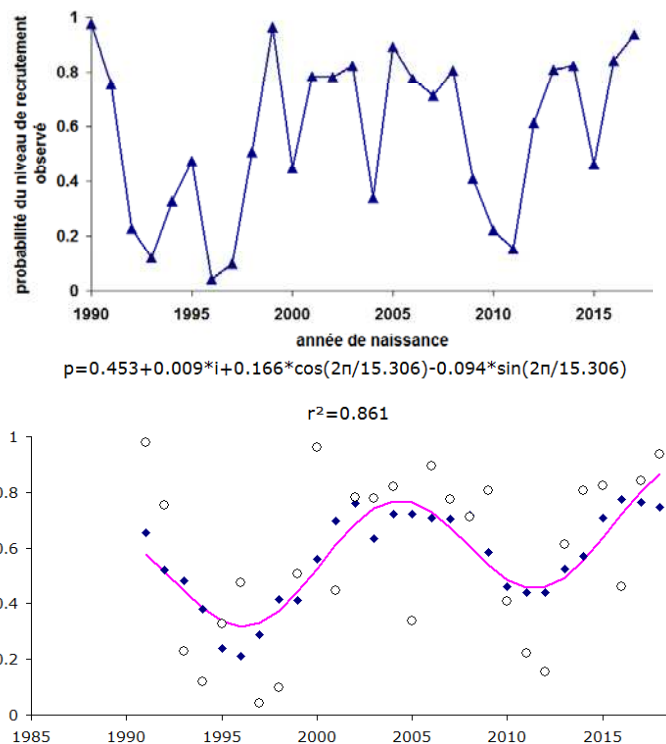 1
0.8
0.6
0.4
0.2
0
probabilité du niveau de recrutement
observé
1990 1995 2000 2005 2010 2015
année de naissance
p=0.453+0.009*i+0.166*cos(2π/15.306)-0.094*sin(2π/15.306)
r²=0.861
1
0.8
0.6
0.4
0.2
0
1985 1990 1995 2000 2005 2010 2015